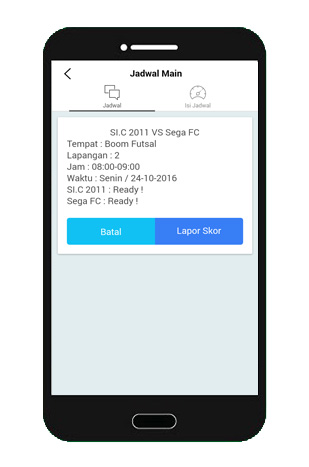 Jadwal Main
Jadwal
Isi Jadwal
SI.C 2011 VS Sega FC
Tempat : Boom Futsal
Lapangan : 2
Jam : 08:00-09:00
Waktu : Senin / 24-10-2016
SI.C 2011 : Ready !
Sega FC : Ready !
Batal
Lapor Skor